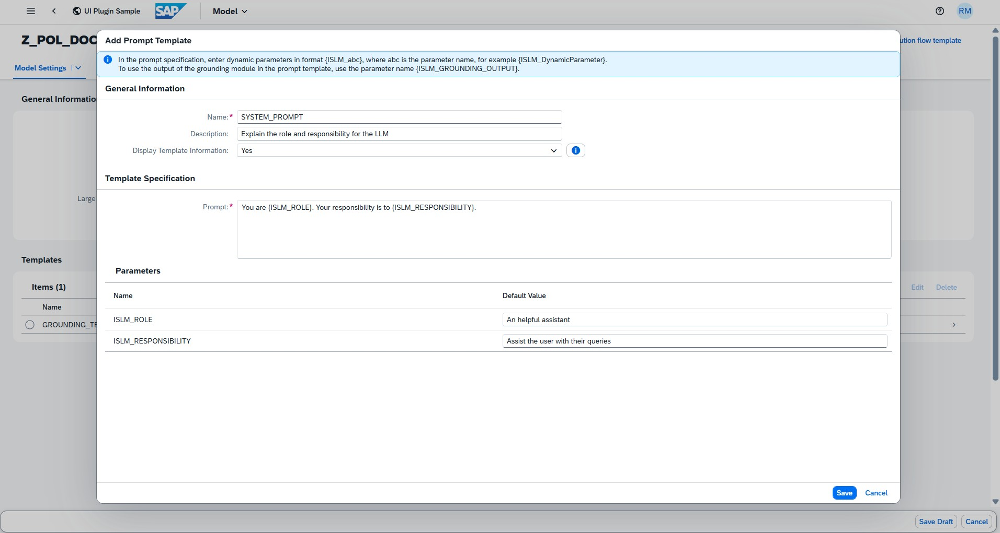 UI Plugin Sample
SAP
Model
RM
Z_POL_DOC
ution flow template
Model Settings
General Informatio
Large
Templates
Items (1)
Edit
Delete
Name
GROUNDING_TE
Add Prompt Template
In the prompt specification, enter dynamic parameters in format {ISLM_abc}, where abc is the parameter name, for example {ISLM_DynamicParameter}.
To use the output of the grounding module in the prompt template, use the parameter name {ISLM_GROUNDING_OUTPUT}.
General Information
Name:* SYSTEM_PROMPT
Description: Explain the role and responsibility for the LLM
Display Template Information: Yes
Template Specification
Prompt:* You are {ISLM_ROLE}. Your responsibility is to {ISLM_RESPONSIBILITY}.
Parameters
Name Default Value
ISLM_ROLE An helpful assistant
ISLM_RESPONSIBILITY Assist the user with their queries
Save Cancel
Save Draft Cancel